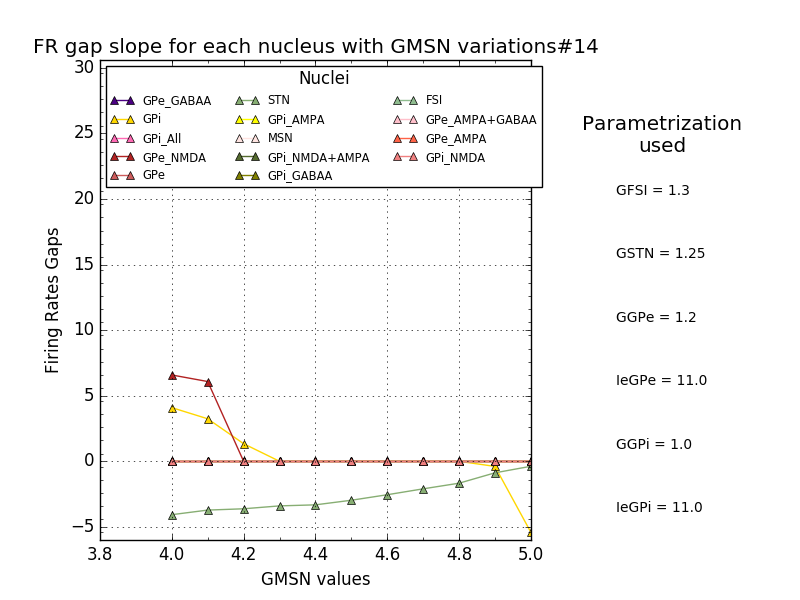 FR gap slope for each nucleus with GMSN variations#14
Nuclei
GPe_GABAA
GPi
GPi_All
GPe_NMDA
GPe
STN
GPi_AMPA
MSN
GPi_NMDA+AMPA
GPi_GABAA
FSI
GPe_AMPA+GABAA
GPe_AMPA
GPi_NMDA
30
25
20
15
10
5
0
−5
Firing Rates Gaps
3.8 4.0 4.2 4.4 4.6 4.8 5.0
GMSN values
Parametrization
used
GFSI = 1.3
GSTN = 1.25
GGPe = 1.2
IeGPe = 11.0
GGPi = 1.0
IeGPi = 11.0